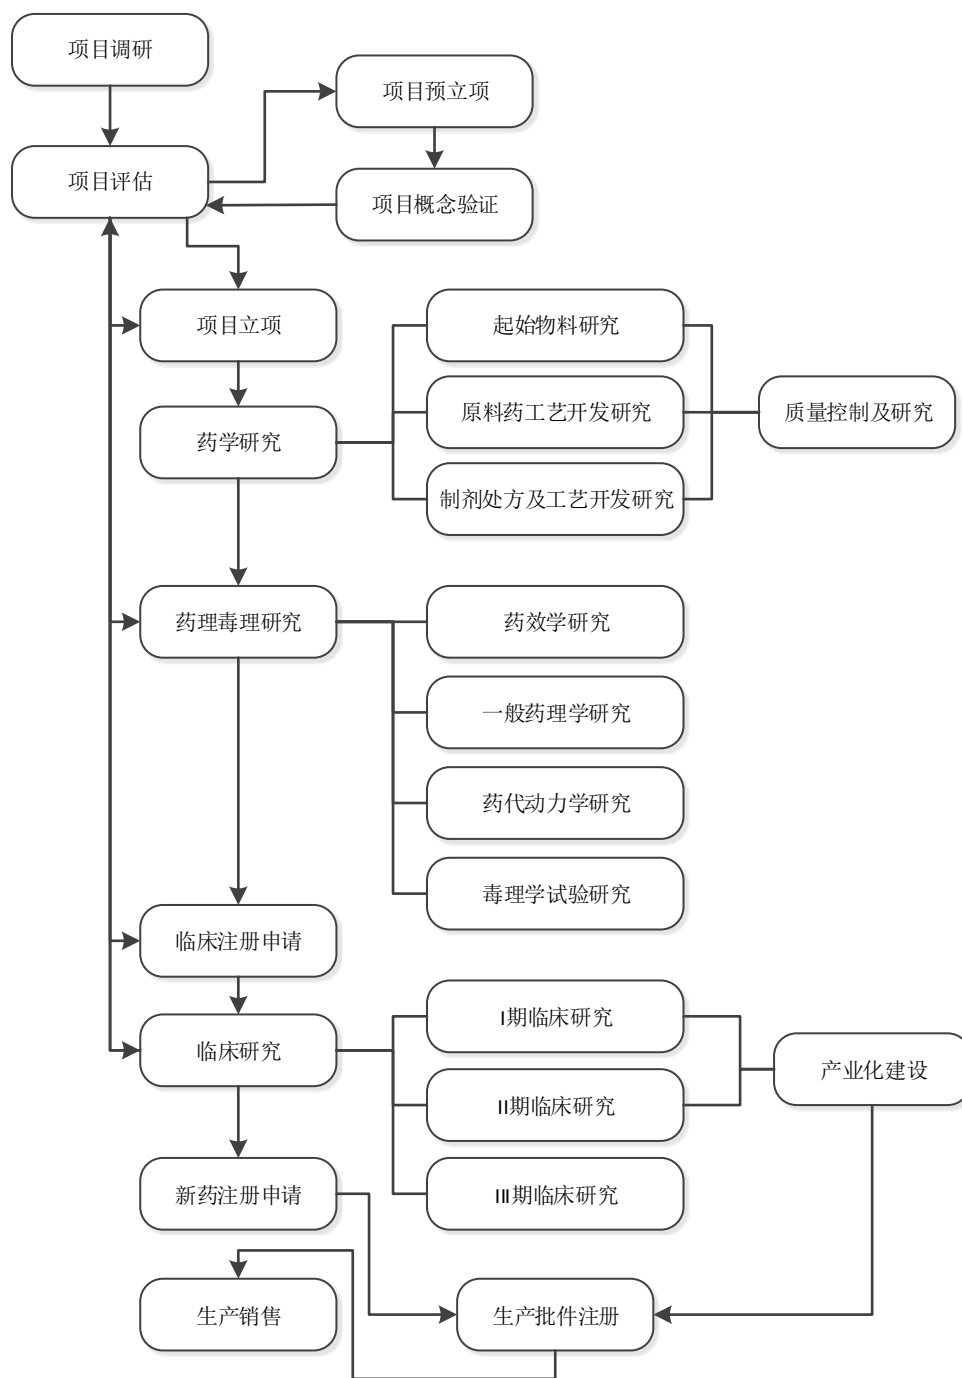 项目调研
项目预立项
项目评估
项目概念验证
项目立项
起始物料研究
原料药工艺开发研究
质量控制及研究
药学研究
制剂处方及工艺开发研究
药理毒理研究
药效学研究
一般药理学研究
药代动力学研究
毒理学试验研究
临床注册申请
I期临床研究
临床研究
产业化建设
II期临床研究
新药注册申请
III期临床研究
生产销售
生产批件注册